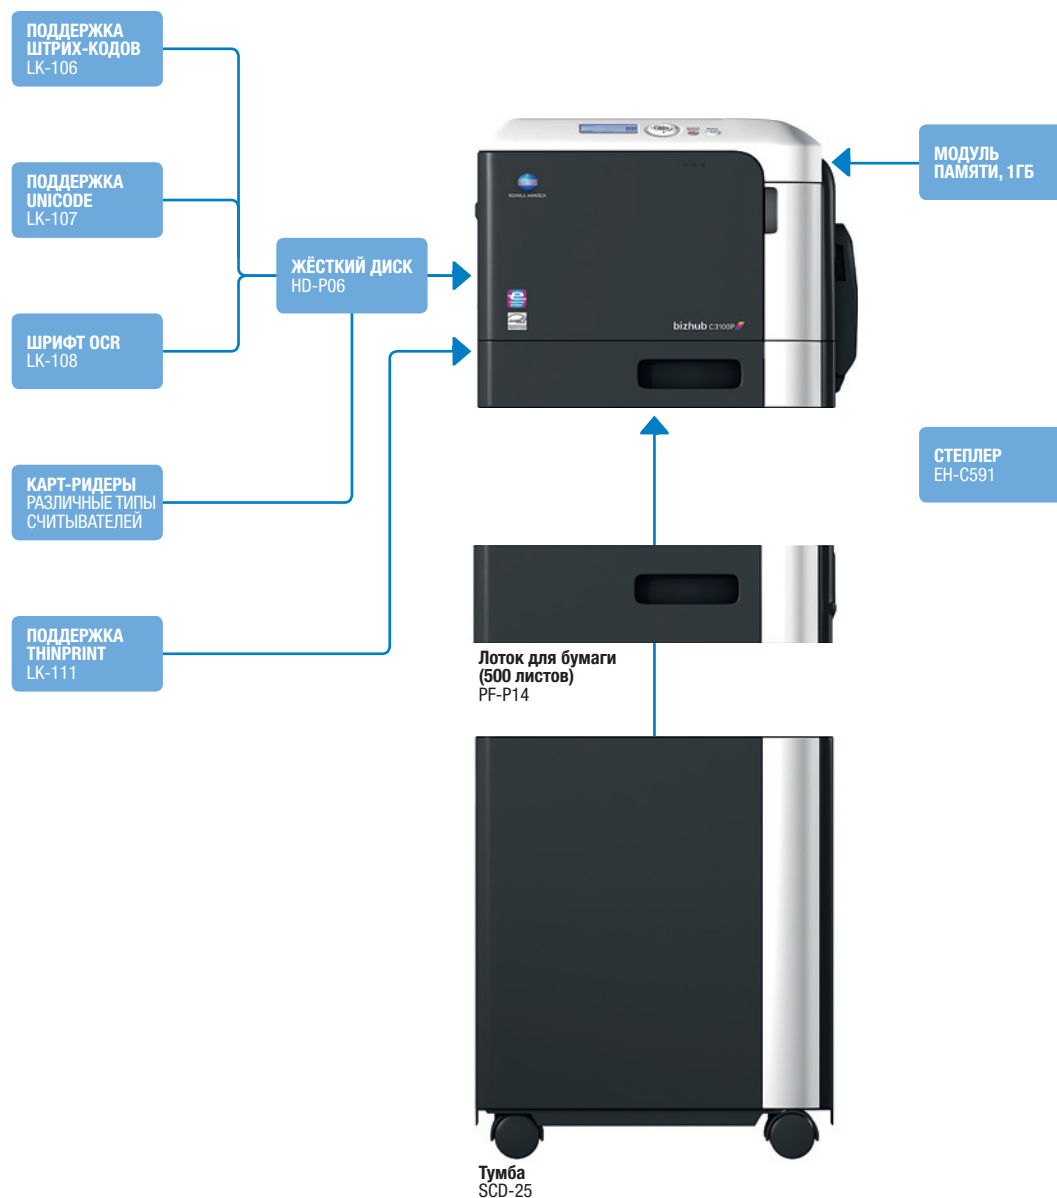 ПОДДЕРЖКА
ШТРИХ-КОДОВ
LK-106
ПОДДЕРЖКА
UNICODE
LK-107
ШРИФТ OCR
LK-108
КАРТ-РИДЕРЫ
РАЗЛИЧНЫЕ ТИПЫ
СЧИТЫВАТЕЛЕЙ
ПОДДЕРЖКА
THINPRINT
LK-111
ЖЁСТКИЙ ДИСК
HD-P06
KONICA MINOLTA
bizhub C3100P
МОДУЛЬ
ПАМЯТИ, 1ГБ
СТЕПЛЕР
EH-C591
Лоток для бумаги
(500 листов)
PF-P14
Тумба
SCD-25